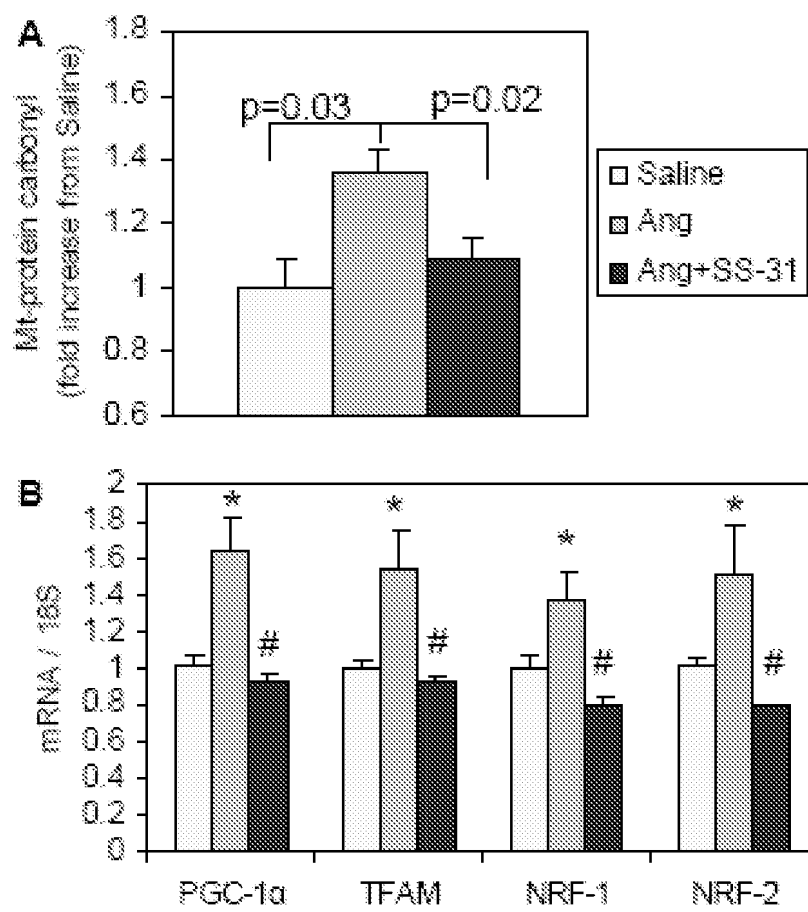 A
Mt-protein carbonyl
(fold increase from Saline)
1.8
1.6
1.4
1.2
1
0.8
0.6
p=0.03
p=0.02
Saline
Ang
Ang+SS-31
B
mRNA / 18S
2
1.8
1.6
1.4
1.2
1
0.8
0.6
0.4
0.2
0
* # * # * # * #
PGC-1α TFAM NRF-1 NRF-2